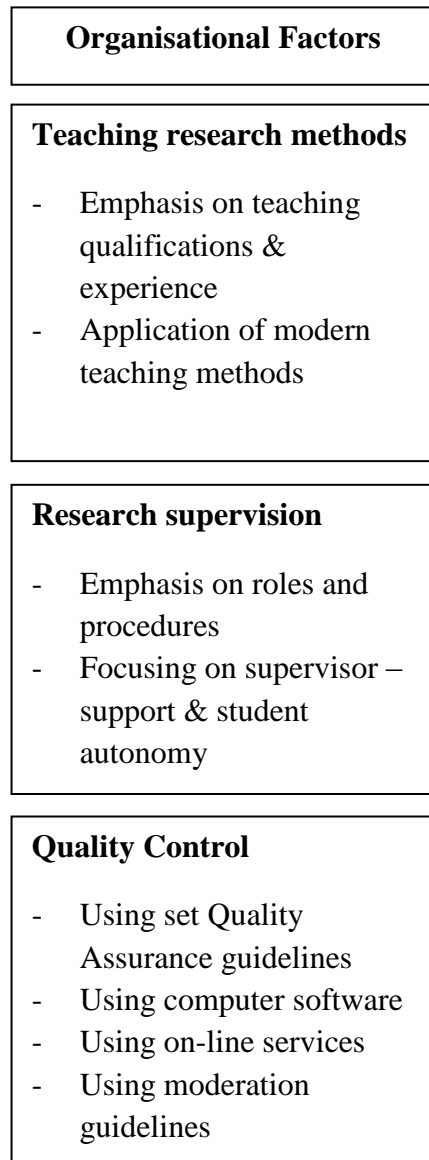 Organisational Factors
Teaching research methods
- Emphasis on teaching
qualifications &
experience
- Application of modern
teaching methods
Research supervision
- Emphasis on roles and
procedures
- Focusing on supervisor –
support & student
autonomy
Quality Control
- Using set Quality
Assurance guidelines
- Using computer software
- Using on-line services
- Using moderation
guidelines